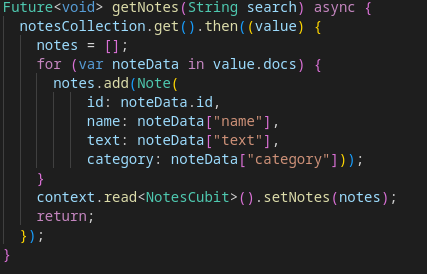 Future<void> getNotes(String search) async {
  notesCollection.get().then((value) {
    notes = [];
    for (var noteData in value.docs) {
      notes.add(Note(
          id: noteData.id,
          name: noteData["name"],
          text: noteData["text"],
          category: noteData["category"]));
    }
    context.read<NotesCubit>().setNotes(notes);
    return;
  });
}